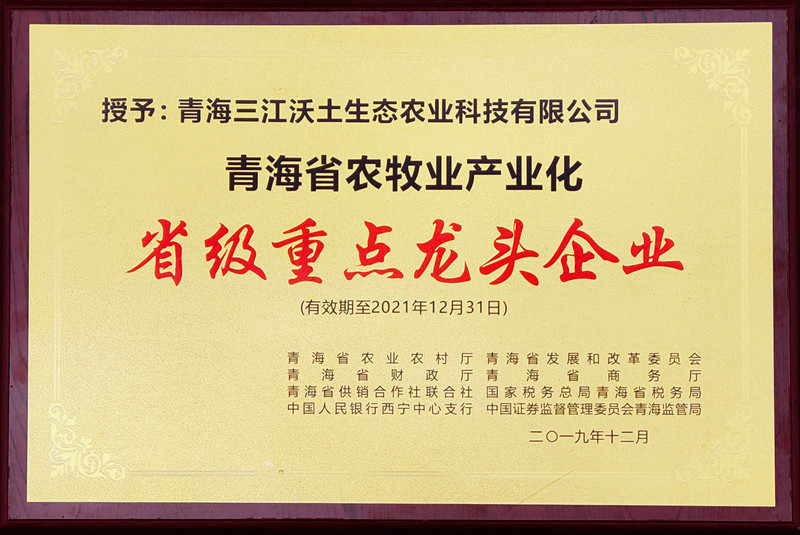 授予：青海三江沃土生态农业科技有限公司
青海省农牧业产业化
省级重点龙头企业
(有效期至2021年12月31日)
青海省农业农村厅 青海省发展和改革委员会
青海省财政厅 青海省商务厅
青海省供销合作社联合社 国家税务总局青海省税务局
中国人民银行西宁中心支行 中国证券监督管理委员会青海监管局
二〇一九年十二月